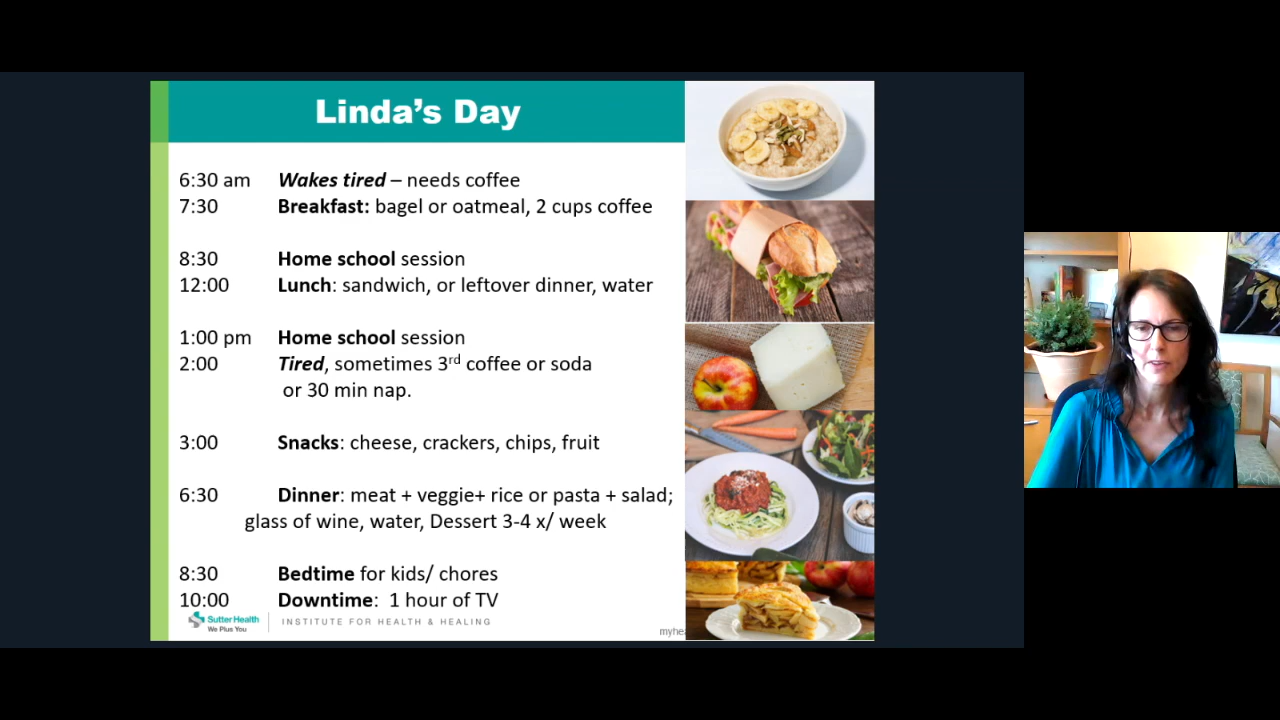 Linda's Day
6:30 am Wakes tired – needs coffee
7:30 Breakfast: bagel or oatmeal, 2 cups coffee
8:30 Home school session
12:00 Lunch: sandwich, or leftover dinner, water
1:00 pm Home school session
2:00 Tired, sometimes 3rd coffee or soda
or 30 min nap.
3:00 Snacks: cheese, crackers, chips, fruit
6:30 Dinner: meat + veggie+ rice or pasta + salad;
glass of wine, water, Dessert 3-4 x/ week
8:30 Bedtime for kids/ chores
10:00 Downtime: 1 hour of TV
Sutter Health
We Plus You
INSTITUTE FOR HEALTH & HEALING